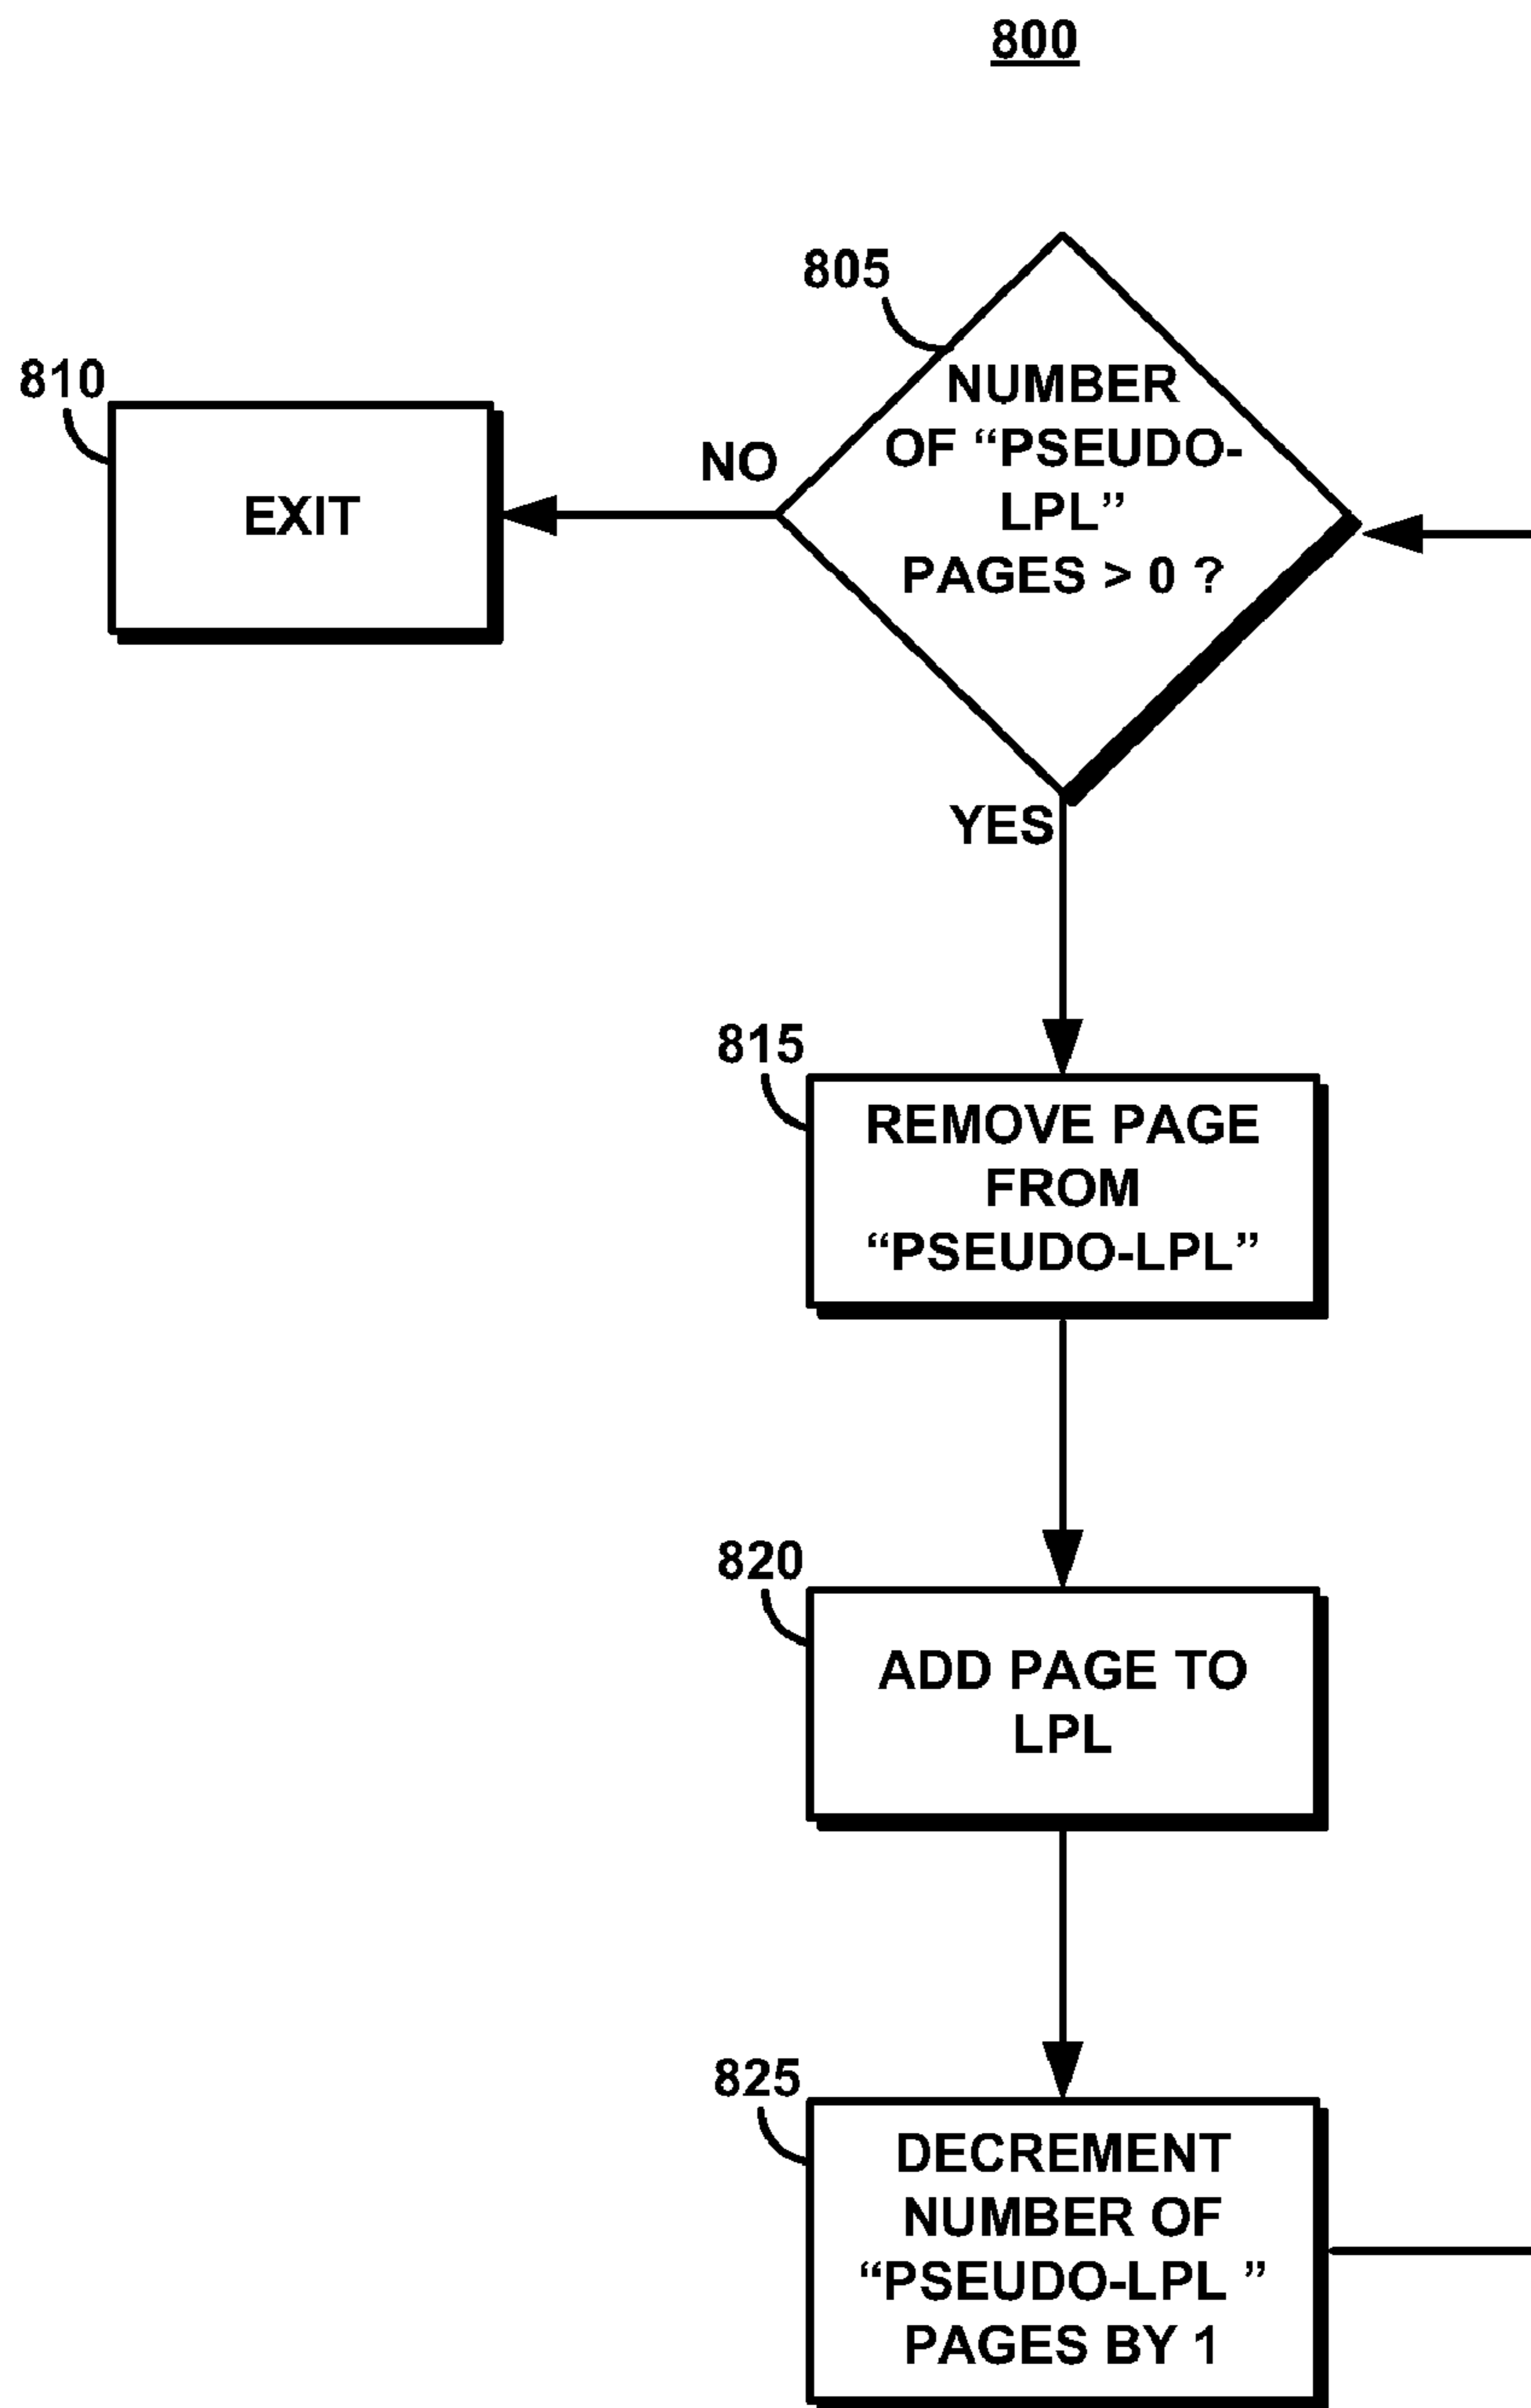 800
805
NUMBER
OF “PSEUDO-
LPL”
PAGES > 0 ?
810
EXIT
NO
YES
815
REMOVE PAGE
FROM
“PSEUDO-LPL”
820
ADD PAGE TO
LPL
825
DECREMENT
NUMBER OF
“PSEUDO-LPL ”
PAGES BY 1